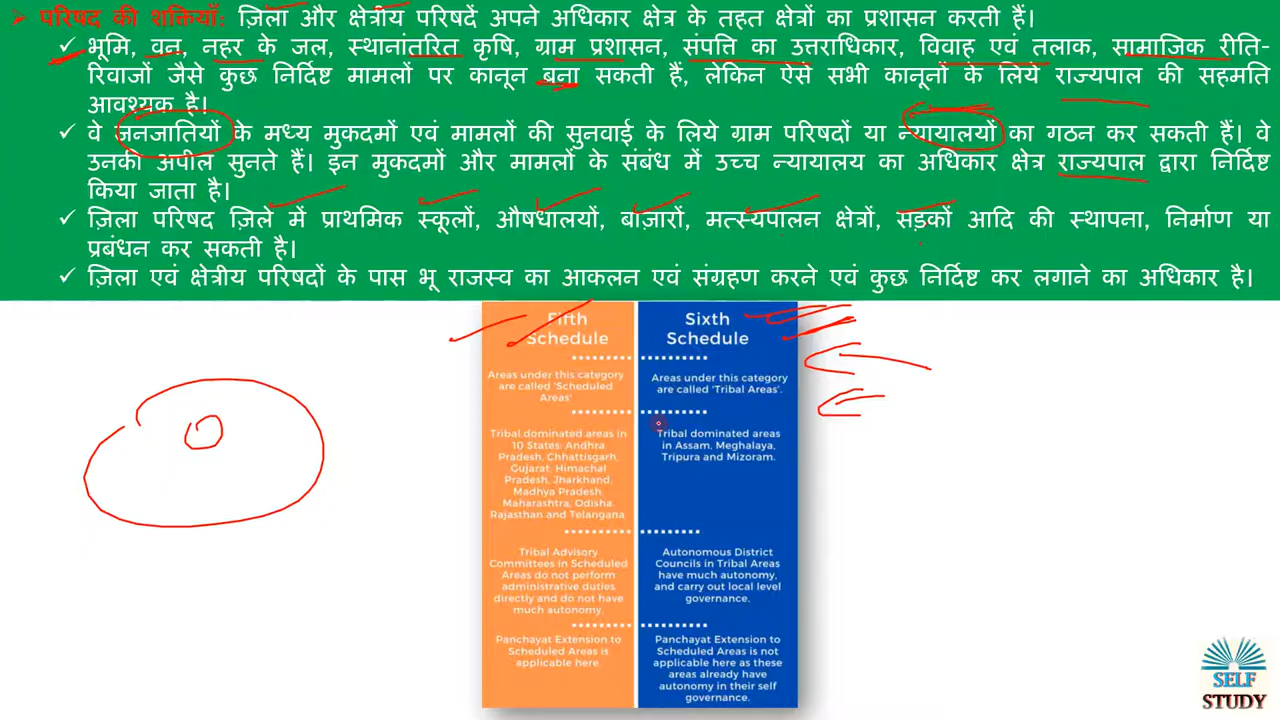 ➢ परिषद की शक्तियाँ: ज़िला और क्षेत्रीय परिषदें अपने अधिकार क्षेत्र के तहत क्षेत्रों का प्रशासन करती हैं।
✓ भूमि, वन, नहर के जल, स्थानांतरित कृषि, ग्राम प्रशासन, संपत्ति का उत्तराधिकार, विवाह एवं तलाक, सामाजिक रीति-
रिवाजों जैसे कुछ निर्दिष्ट मामलों पर कानून बना सकती हैं, लेकिन ऐसे सभी कानूनों के लिये राज्यपाल की सहमति
आवश्यक है।
✓ वे जनजातियों के मध्य मुकदमों एवं मामलों की सुनवाई के लिये ग्राम परिषदों या न्यायालयों का गठन कर सकती हैं। वे
उनकी अपील सुनते हैं। इन मुकदमों और मामलों के संबंध में उच्च न्यायालय का अधिकार क्षेत्र राज्यपाल द्वारा निर्दिष्ट
किया जाता है।
✓ ज़िला परिषद ज़िले में प्राथमिक स्कूलों, औषधालयों, बाज़ारों, मत्स्यपालन क्षेत्रों, सड़कों आदि की स्थापना, निर्माण या
प्रबंधन कर सकती है।
✓ ज़िला एवं क्षेत्रीय परिषदों के पास भू राजस्व का आकलन एवं संग्रहण करने एवं कुछ निर्दिष्ट कर लगाने का अधिकार है।
Fifth
Schedule
Areas under this category
are called 'Scheduled
Areas'
Tribal dominated areas in
10 States: Andhra
Pradesh, Chhattisgarh,
Gujarat, Himachal
Pradesh, Jharkhand,
Madhya Pradesh,
Maharashtra, Odisha,
Rajasthan and Telangana.
Tribal Advisory
Committees in Scheduled
Areas do not perform
administrative duties
directly and do not have
much autonomy.
Panchayat Extension to
Scheduled Areas is
applicable here.
Sixth
Schedule
Areas under this category
are called 'Tribal Areas'.
Tribal dominated areas
in Assam, Meghalaya,
Tripura and Mizoram.
Autonomous District
Councils in Tribal Areas
have much autonomy,
and carry out local level
governance.
Panchayat Extension to
Scheduled Areas is not
applicable here as these
areas already have
autonomy in their self
governance.
SELF
STUDY